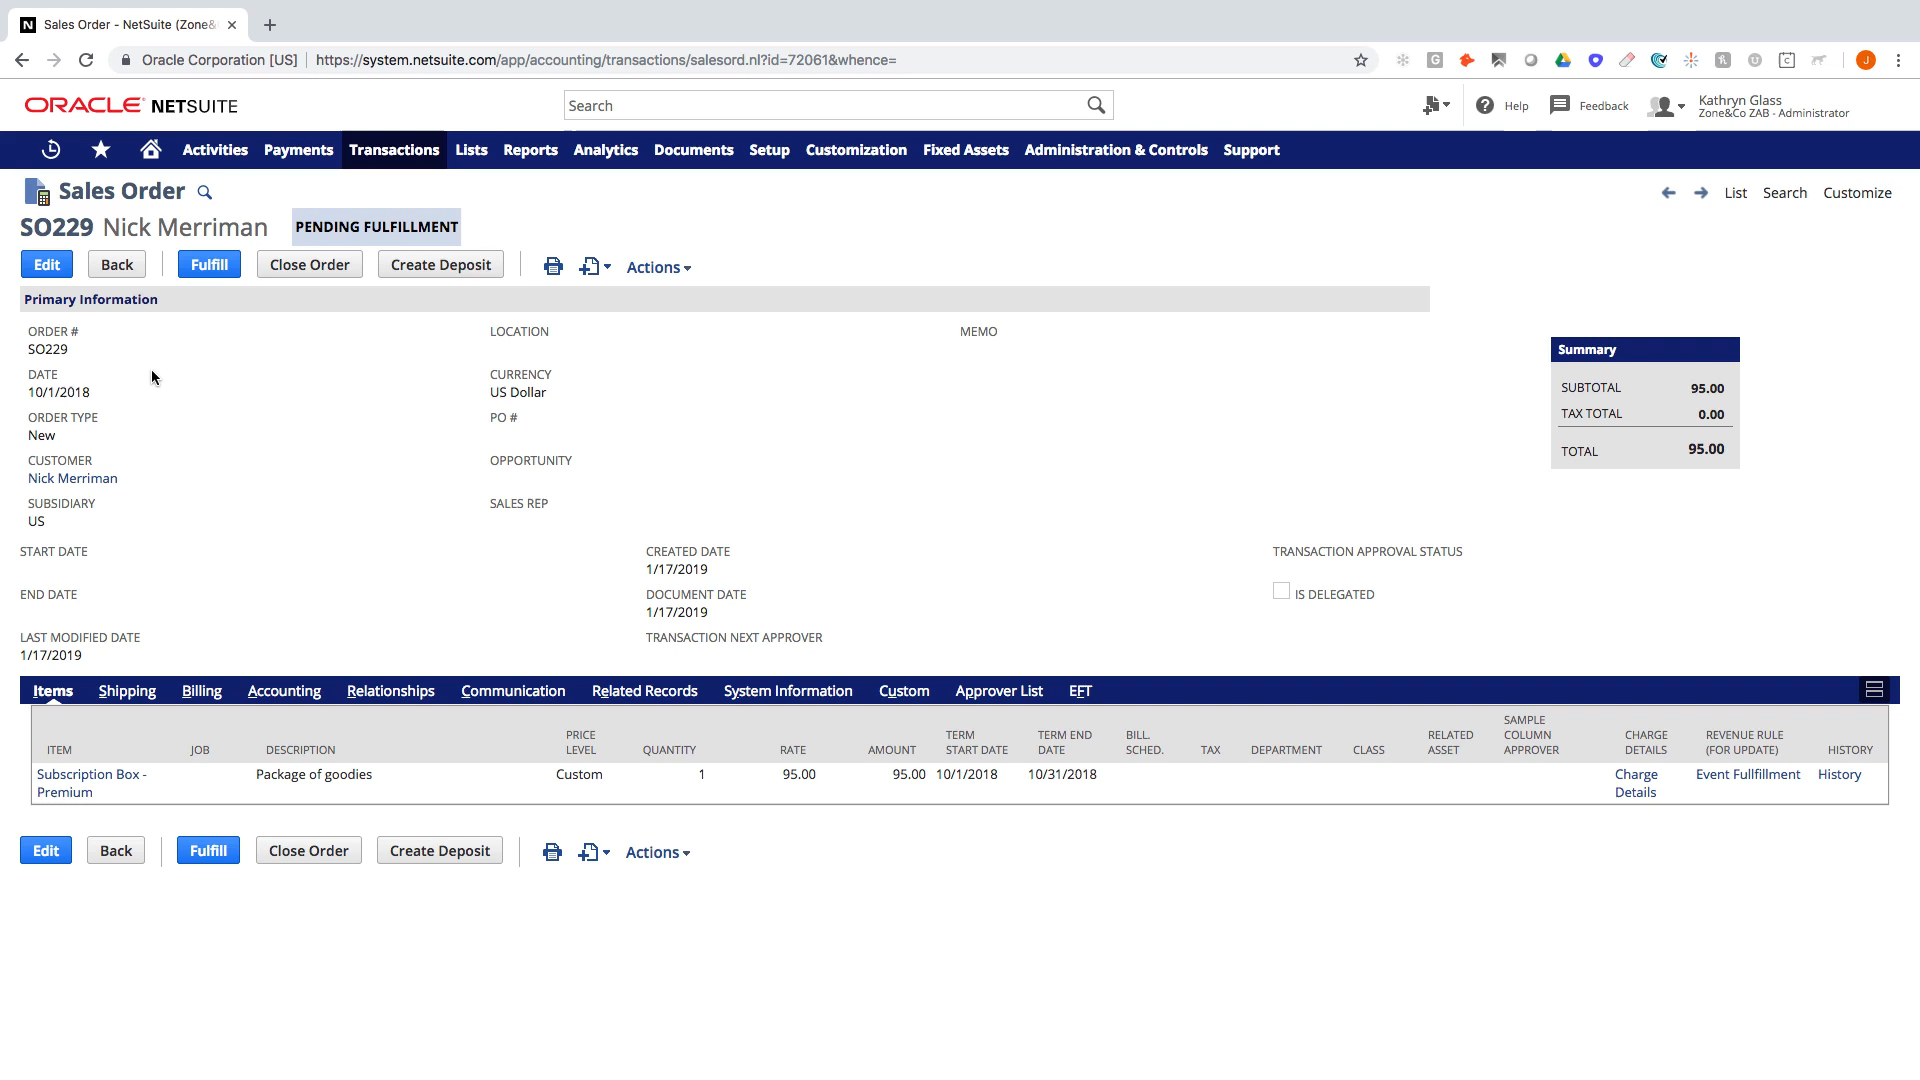 Sales Order - NetSuite (Zone&
Oracle Corporation [US] https://system.netsuite.com/app/accounting/transactions/salesord.nl?id=72061&whence=
ORACLE NETSUITE
Search
Help
Feedback
Kathryn Glass
Zone&Co ZAB - Administrator
Activities Payments Transactions Lists Reports Analytics Documents Setup Customization Fixed Assets Administration & Controls Support
Sales Order
List Search Customize
SO229 Nick Merriman PENDING FULFILLMENT
Edit Back Fulfill Close Order Create Deposit Actions
Primary Information
ORDER #
SO229
DATE
10/1/2018
ORDER TYPE
New
CUSTOMER
Nick Merriman
SUBSIDIARY
US
LOCATION
CURRENCY
US Dollar
PO #
OPPORTUNITY
SALES REP
MEMO
Summary
SUBTOTAL 95.00
TAX TOTAL 0.00
TOTAL 95.00
START DATE
END DATE
LAST MODIFIED DATE
1/17/2019
CREATED DATE
1/17/2019
DOCUMENT DATE
1/17/2019
TRANSACTION NEXT APPROVER
TRANSACTION APPROVAL STATUS
IS DELEGATED
Items Shipping Billing Accounting Relationships Communication Related Records System Information Custom Approver List EFT
ITEM JOB DESCRIPTION PRICE LEVEL QUANTITY RATE AMOUNT TERM START DATE TERM END DATE BILL. SCHED. TAX DEPARTMENT CLASS RELATED ASSET SAMPLE COLUMN APPROVER CHARGE DETAILS REVENUE RULE (FOR UPDATE) HISTORY
Subscription Box - Premium Package of goodies Custom 1 95.00 95.00 10/1/2018 10/31/2018 Charge Details Event Fullfillment History
Edit Back Fulfill Close Order Create Deposit Actions